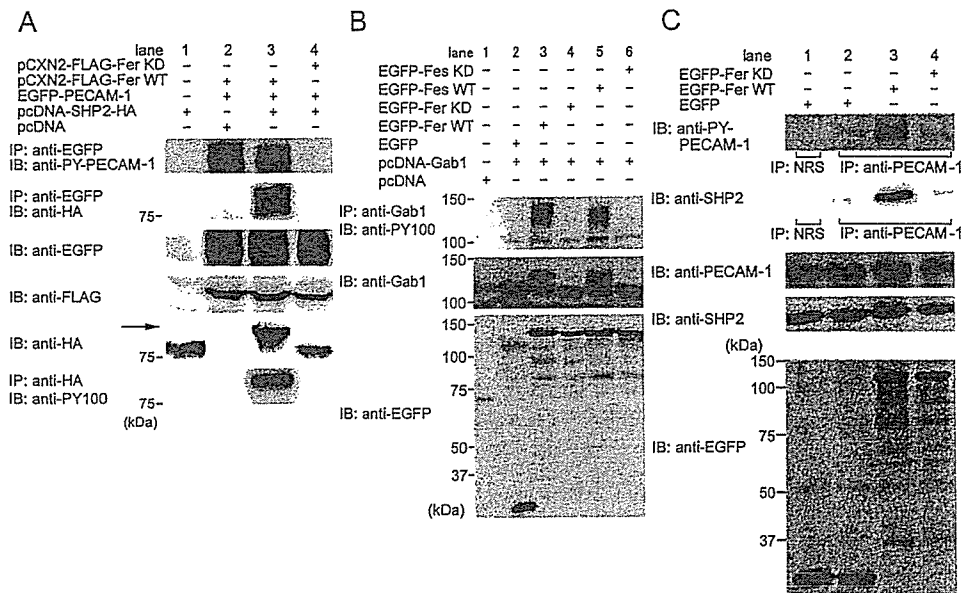 A
lane 1 2 3 4
pCXN2-FLAG-Fer KD − − − +
pCXN2-FLAG-Fer WT − + + −
EGFP-PECAM-1 − + + +
pcDNA-SHP2-HA + − + +
pcDNA − + − −
IP: anti-EGFP
IB: anti-PY-PECAM-1
IP: anti-EGFP
IB: anti-HA
75-
IB: anti-EGFP
IB: anti-FLAG
IB: anti-HA
75-
IP: anti-HA
IB: anti-PY100
75-
(kDa)
B
lane 1 2 3 4 5 6
EGFP-Fes KD − − − − − +
EGFP-Fes WT − − − − + −
EGFP-Fer KD − − − + − −
EGFP-Fer WT − − + − − −
EGFP − + − − − −
pcDNA-Gab1 − + + + + +
pcDNA + − − − − −
150-
IP: anti-Gab1
IB: anti-PY100
100-
150-
IB: anti-Gab1
100-
150-
100-
75-
IB: anti-EGFP
50-
37-
(kDa)
C
lane 1 2 3 4
EGFP-Fer KD − − − +
EGFP-Fer WT − − + −
EGFP + + − −
IB: anti-PY-
PECAM-1
IP: NRS IP: anti-PECAM-1
IB: anti-SHP2
IP: NRS IP: anti-PECAM-1
IB: anti-PECAM-1
IB: anti-SHP2
(kDa)
150-
100-
75-
IB: anti-EGFP
50-
37-